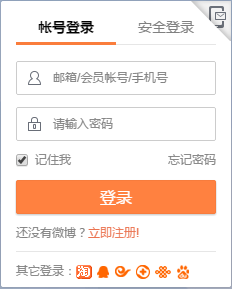 帐号登录 安全登录
邮箱/会员帐号/手机号
请输入密码
记住我 忘记密码
登录
还没有微博？立即注册!
其它登录：淘